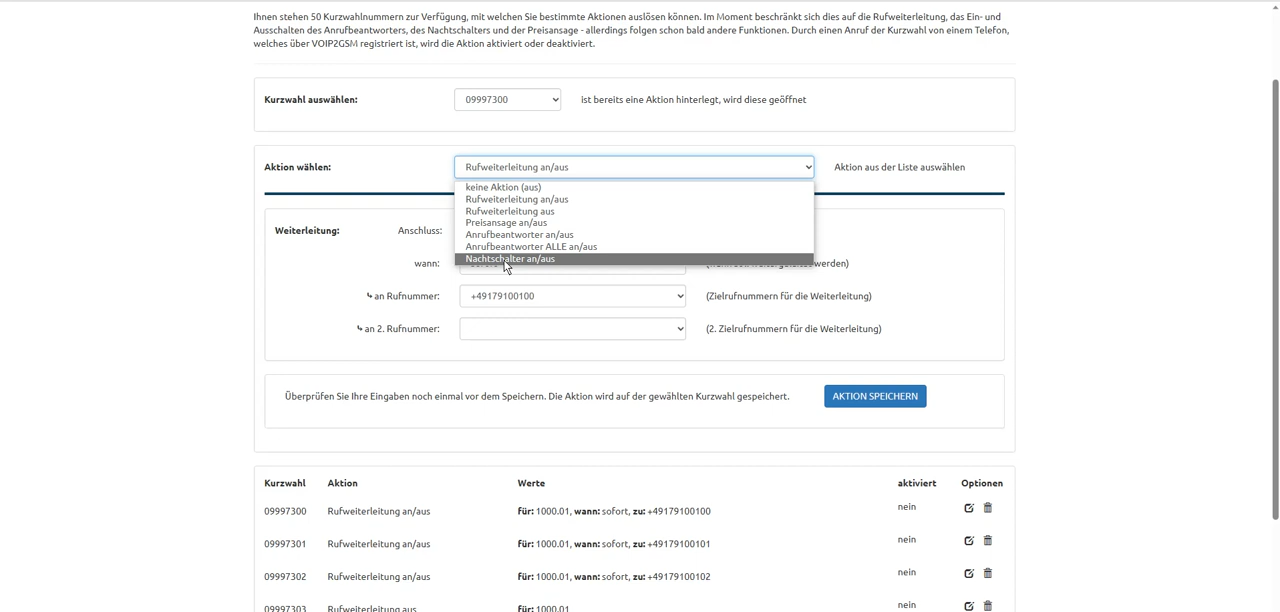 Ihnen stehen 50 Kurzwahlnummern zur Verfügung, mit welchen Sie bestimmte Aktionen auslösen können. Im Moment beschränkt sich dies auf die Rufweiterleitung, das Ein- und
Ausschalten des Anrufbeantworters, des Nachtschalters und der Preisansage - allerdings folgen schon bald andere Funktionen. Durch einen Anruf der Kurzwahl von einem Telefon,
welches über VOIP2GSM registriert ist, wird die Aktion aktiviert oder deaktiviert.
Kurzwahl auswählen: 09997300 ist bereits eine Aktion hinterlegt, wird diese geöffnet
Aktion wählen: Rufweiterleitung an/aus Aktion aus der Liste auswählen
keine Aktion (aus)
Rufweiterleitung an/aus
Rufweiterleitung aus
Preisansage an/aus
Anrufbeantworter an/aus
Anrufbeantworter ALLE an/aus
Nachtschalter an/aus
Weiterleitung: Anschluss:
wann: werden)
↳ an Rufnummer: +49179100100 (Zielrufnummern für die Weiterleitung)
↳ an 2. Rufnummer: (2. Zielrufnummern für die Weiterleitung)
Überprüfen Sie Ihre Eingaben noch einmal vor dem Speichern. Die Aktion wird auf der gewählten Kurzwahl gespeichert. AKTION SPEICHERN
Kurzwahl Aktion Werte aktiviert Optionen
09997300 Rufweiterleitung an/aus für: 1000.01, wann: sofort, zu: +49179100100 nein
09997301 Rufweiterleitung an/aus für: 1000.01, wann: sofort, zu: +49179100101 nein
09997302 Rufweiterleitung an/aus für: 1000.01, wann: sofort, zu: +49179100102 nein
09997303 Rufweiterleitung aus für: 1000.01 nein